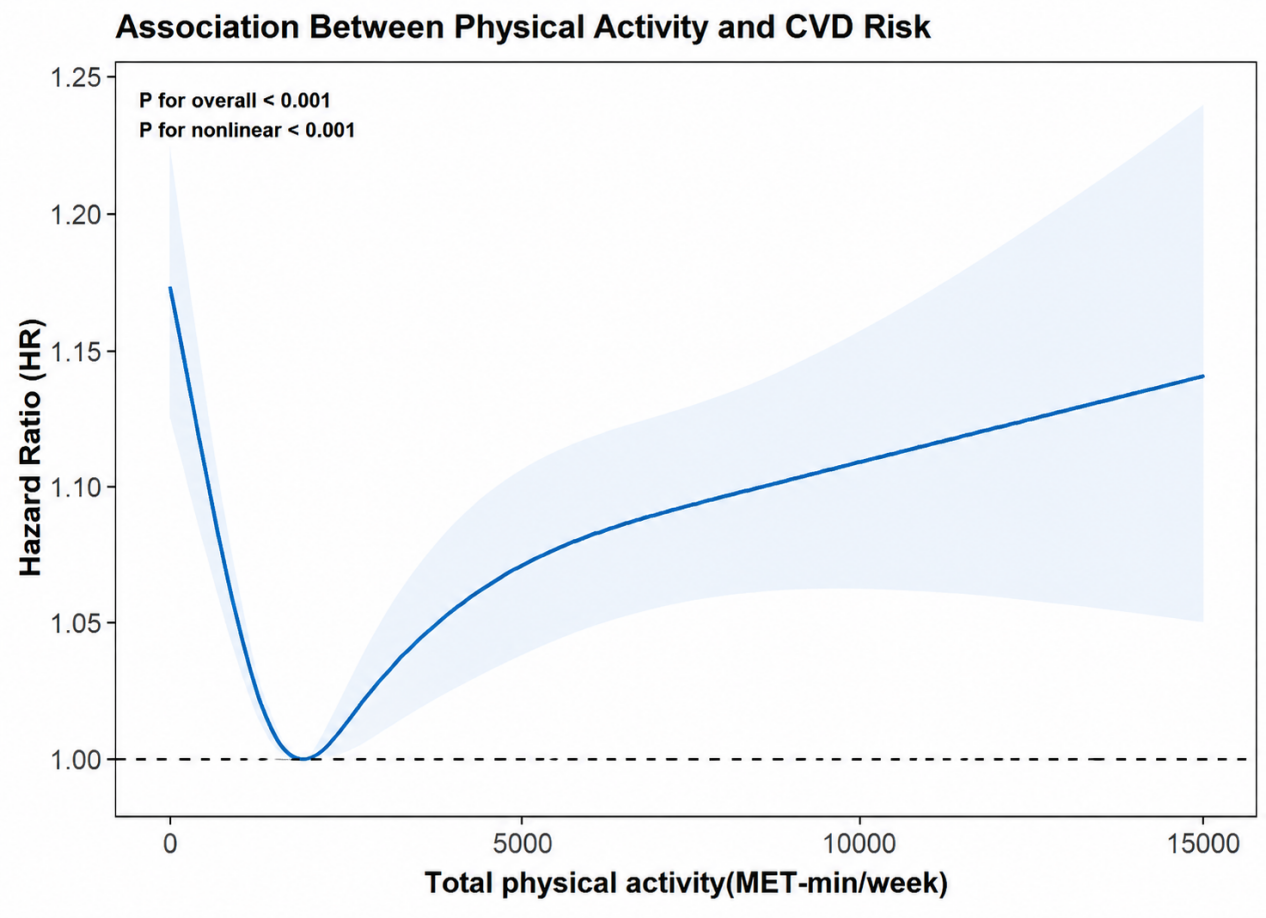 Association Between Physical Activity and CVD Risk
P for overall < 0.001
P for nonlinear < 0.001
Hazard Ratio (HR)
1.25
1.20
1.15
1.10
1.05
1.00
0
5000
10000
15000
Total physical activity(MET-min/week)